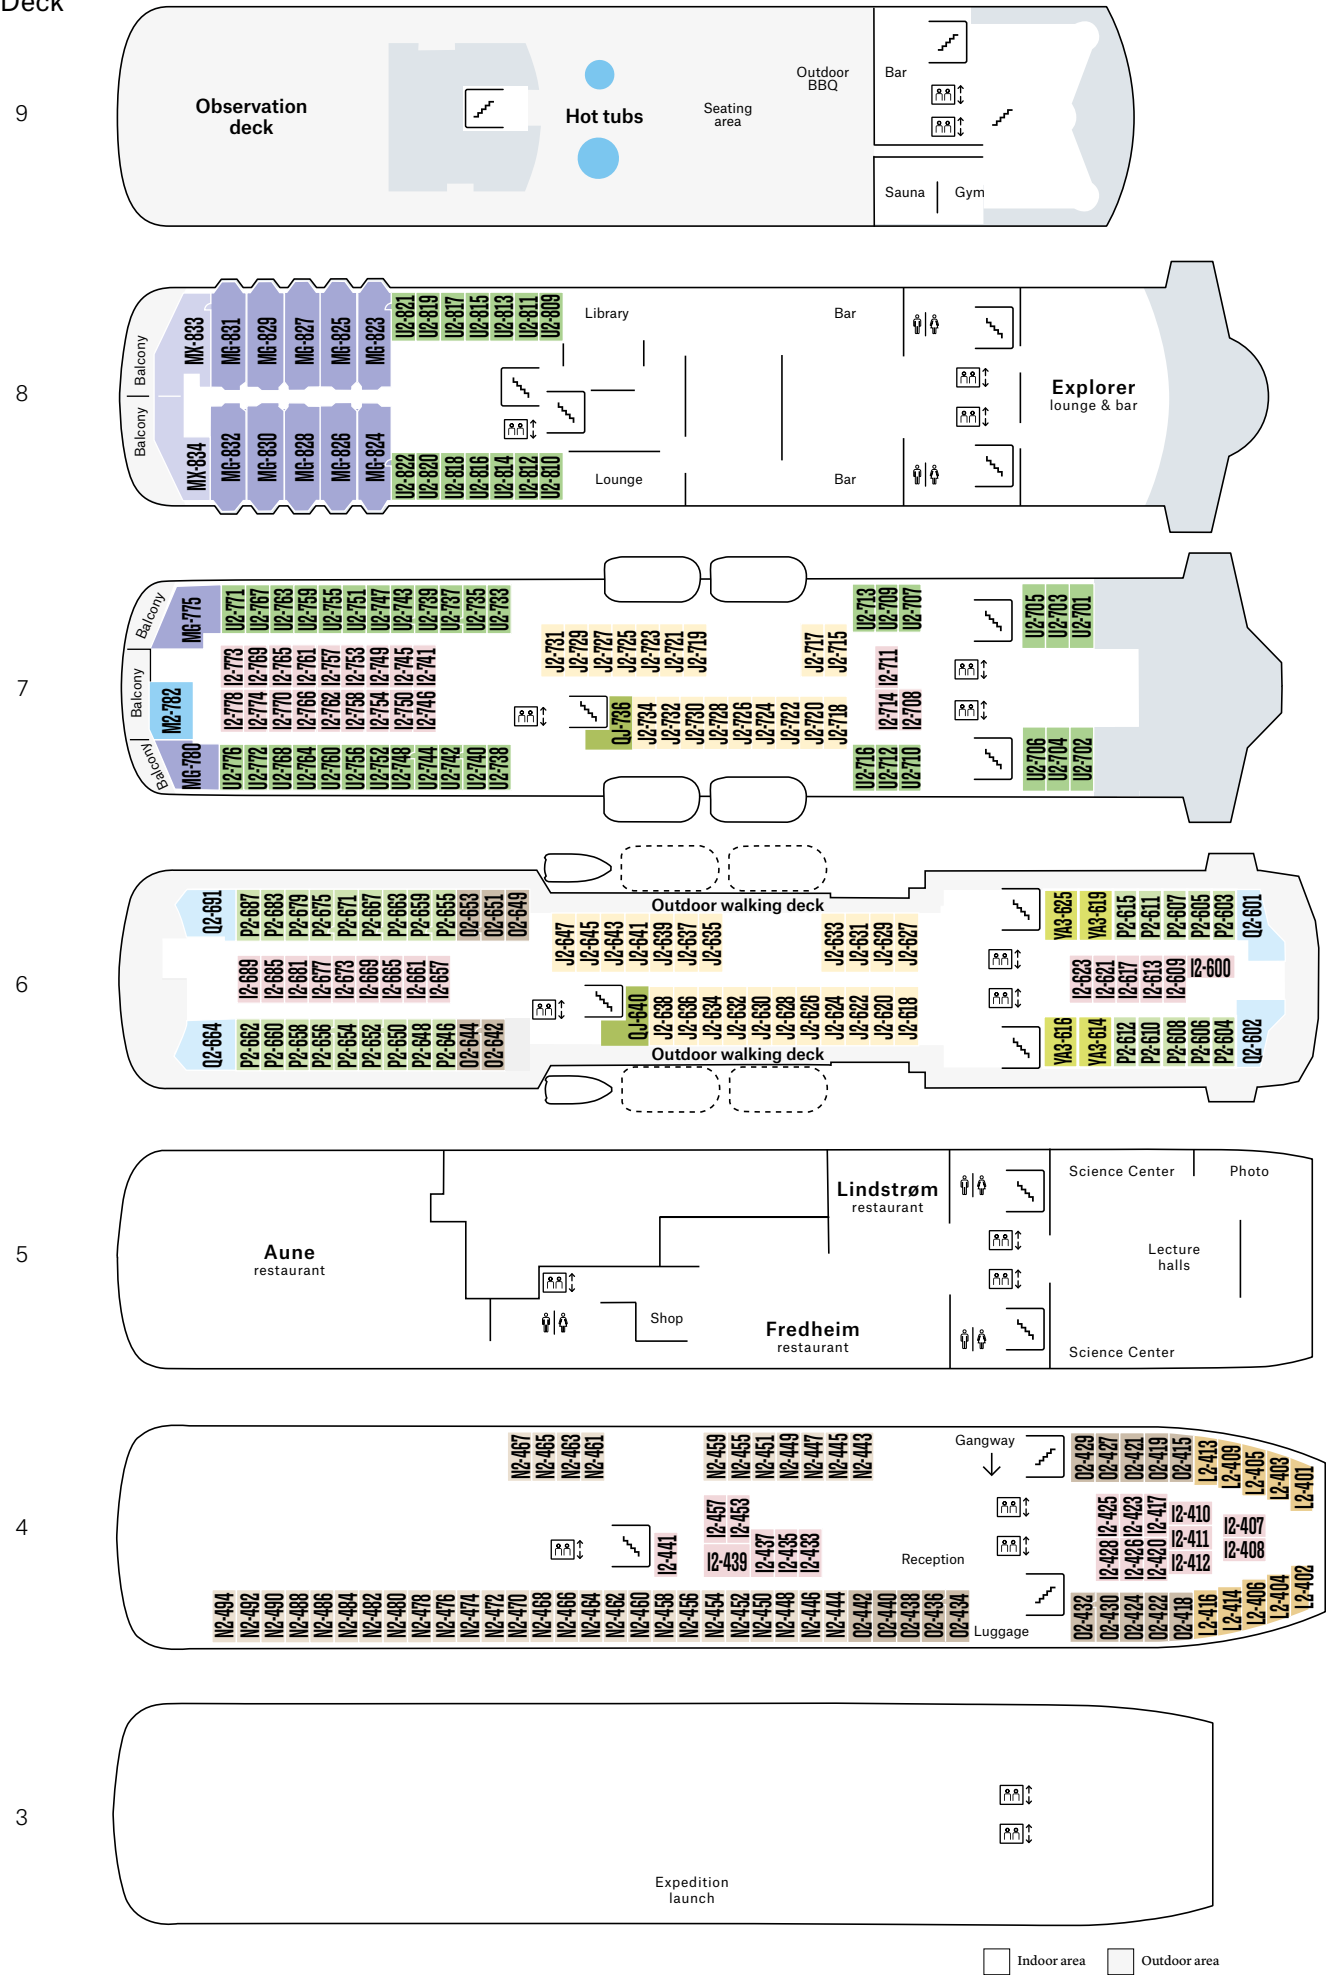 Deck
9
Observation
deck
Hot tubs
Seating
area
Outdoor
BBQ
Bar
Sauna
Gym
8
Balcony
Balcony
MX-833
MG-831
MG-829
MG-827
MG-825
MG-823
U2-821
U2-819
U2-817
U2-815
U2-813
U2-811
U2-809
Library
Bar
MX-834
MG-832
MG-830
MG-828
MG-826
MG-824
U2-822
U2-820
U2-818
U2-816
U2-814
U2-812
U2-810
Lounge
Bar
Explorer
lounge & bar
7
Balcony
Balcony
Balcony
MG-775
U2-771
U2-767
U2-763
U2-759
U2-755
U2-751
U2-747
U2-743
U2-739
U2-737
U2-735
U2-733
U2-713
U2-709
U2-707
U2-705
U2-703
U2-701
J2-731
J2-729
J2-727
J2-725
J2-723
J2-721
J2-719
J2-717
J2-715
I2-773
I2-769
I2-765
I2-761
I2-757
I2-753
I2-749
I2-745
I2-741
I2-711
M2-782
I2-778
I2-774
I2-770
I2-766
I2-762
I2-758
I2-754
I2-750
I2-746
QJ-736
J2-734
J2-732
J2-730
J2-728
J2-726
J2-724
J2-722
J2-720
J2-718
I2-714
I2-708
MG-780
U2-776
U2-772
U2-768
U2-764
U2-760
U2-756
U2-752
U2-748
U2-744
U2-742
U2-740
U2-738
U2-716
U2-712
U2-710
U2-706
U2-704
U2-702
6
Outdoor walking deck
Q2-691
P2-687
P2-683
P2-679
P2-675
P2-671
P2-667
P2-663
P2-659
P2-655
O2-653
O2-651
O2-649
J2-647
J2-645
J2-643
J2-641
J2-639
J2-637
J2-635
J2-633
J2-631
J2-629
J2-627
YA3-625
YA3-619
P2-615
P2-611
P2-607
P2-605
P2-603
Q2-601
I2-689
I2-685
I2-681
I2-677
I2-673
I2-669
I2-665
I2-661
I2-657
I2-623
I2-621
I2-617
I2-613
I2-609
I2-600
Q2-664
P2-662
P2-660
P2-658
P2-656
P2-654
P2-652
P2-650
P2-648
P2-646
O2-644
O2-642
QJ-640
J2-638
J2-636
J2-634
J2-632
J2-630
J2-628
J2-626
J2-624
J2-622
J2-620
J2-618
YA3-616
YA3-614
P2-612
P2-610
P2-608
P2-606
P2-604
Q2-602
Outdoor walking deck
5
Aune
restaurant
Lindstrøm
restaurant
Shop
Fredheim
restaurant
Science Center
Photo
Lecture
halls
Science Center
4
N2-467
N2-465
N2-463
N2-461
N2-459
N2-455
N2-451
N2-449
N2-447
N2-445
N2-443
Gangway
O2-429
O2-427
O2-421
O2-419
O2-415
L2-413
L2-409
L2-405
L2-403
L2-401
I2-457
I2-453
I2-441
I2-439
I2-437
I2-435
I2-433
Reception
I2-425
I2-423
I2-417
I2-410
I2-411
I2-412
I2-407
I2-408
I2-428
I2-426
I2-420
N2-494
N2-492
N2-490
N2-488
N2-486
N2-484
N2-482
N2-480
N2-478
N2-476
N2-474
N2-472
N2-470
N2-468
N2-466
N2-464
N2-462
N2-460
N2-458
N2-456
N2-454
N2-452
N2-450
N2-448
N2-446
N2-444
O2-442
O2-440
O2-438
O2-436
O2-434
Luggage
O2-432
O2-430
O2-424
O2-422
O2-418
L2-416
L2-414
L2-406
L2-404
L2-402
3
Expedition
launch
Indoor area
Outdoor area